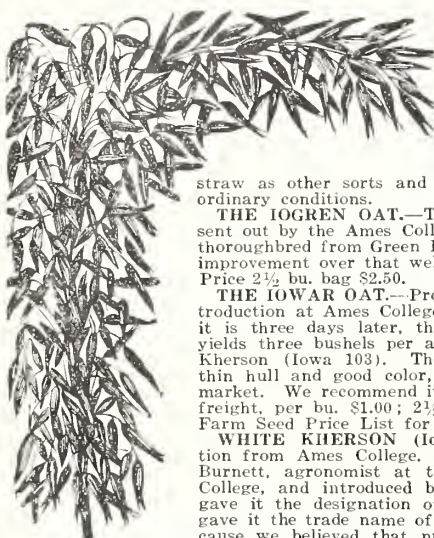 straw as other sorts and
ordinary conditions.
THE IOGREN OAT.—T
sent out by the Ames Coll
thoroughbred from Green
improvement over that we
Price 2½ bu. bag $2.50.
THE IOWAR OAT.--Pr
troduction at Ames College
it is three days later, th
yields three bushels per a
Kherson (Iowa 103). Th
thin hull and good color,
market. We recommend i
freight, per bu. $1.00; 2½
Farm Seed Price List for
WHITE KHERSON (Io
tion from Ames College.
Burnett, agronomist at t
College, and introduced b
gave it the designation o
gave it the trade name of
cause we believed that